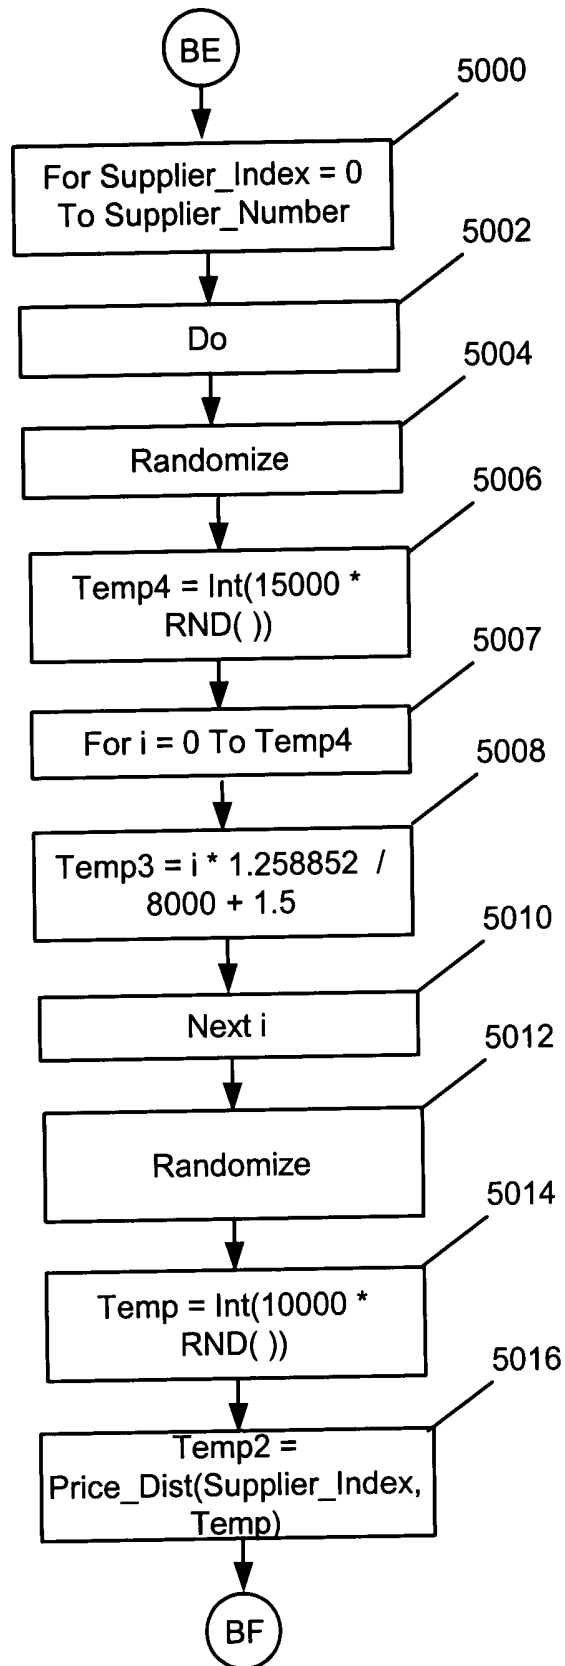 BE
5000
For Supplier_Index = 0
To Supplier_Number
5002
Do
5004
Randomize
5006
Temp4 = Int(15000 *
RND( ))
5007
For i = 0 To Temp4
5008
Temp3 = i * 1.258852 /
8000 + 1.5
5010
Next i
5012
Randomize
5014
Temp = Int(10000 *
RND( ))
5016
Temp2 =
Price_Dist(Supplier_Index,
Temp)
BF